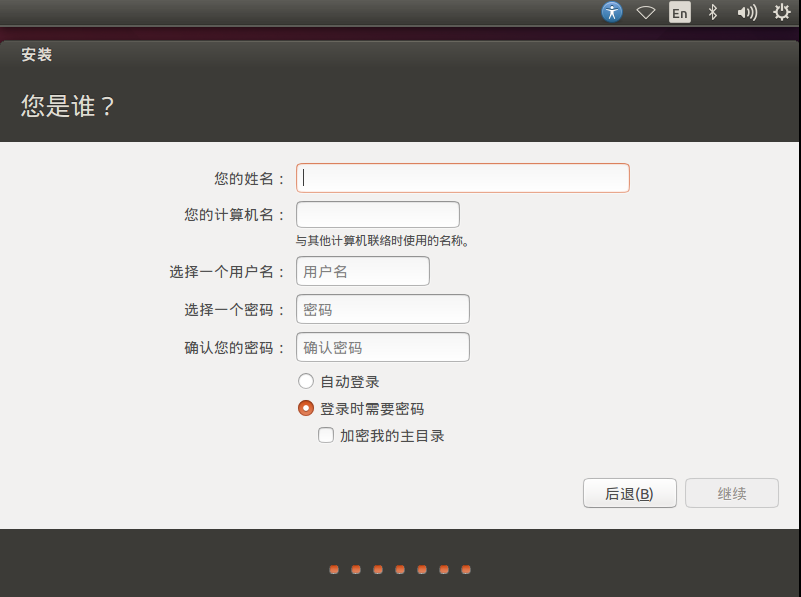 En
安装
您是谁？
您的姓名：
您的计算机名：
与其他计算机联络时使用的名称。
选择一个用户名： 用户名
选择一个密码： 密码
确认您的密码： 确认密码
自动登录
登录时需要密码
加密我的主目录
后退(B) 继续